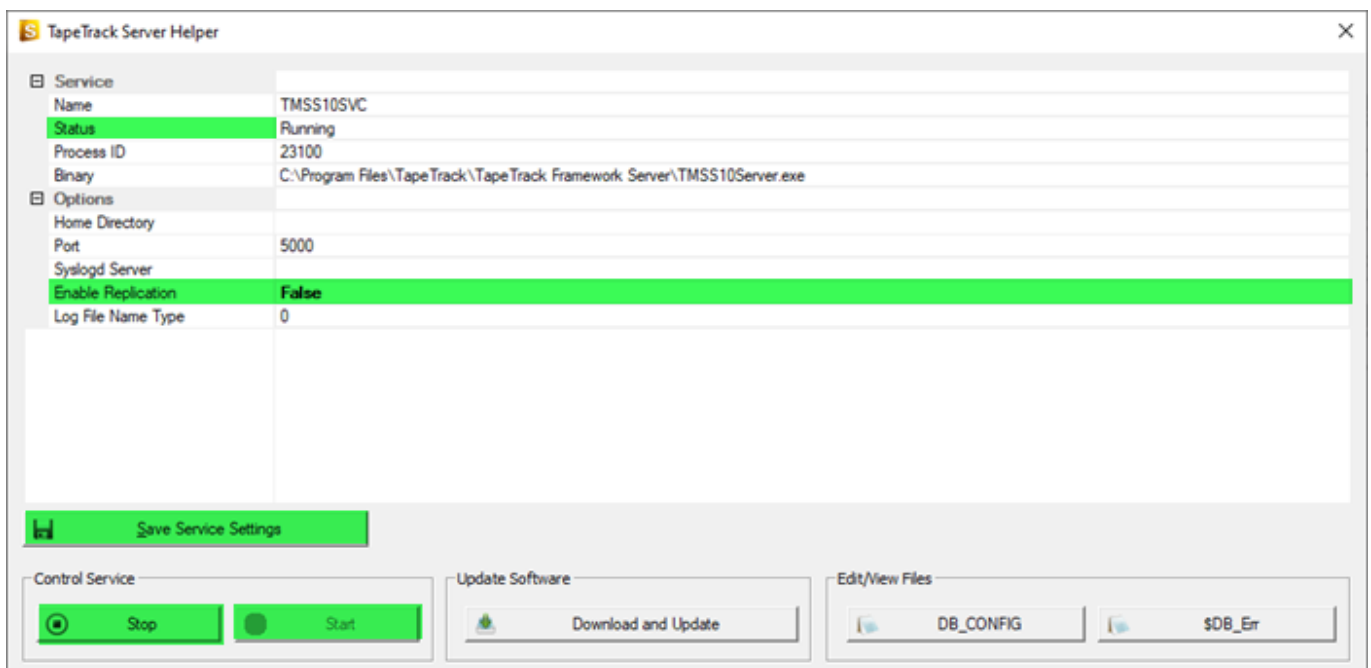 TapeTrack Server Helper
Service
Name TMSS10SVC
Status Running
Process ID 23100
Binary C:\Program Files\TapeTrack\TapeTrack Framework Server\TMSS10Server.exe
Options
Home Directory
Port 5000
Syslogd Server
Enable Replication False
Log File Name Type 0
Save Service Settings
Control Service Update Software Edit/View Files
Stop Start Download and Update DB_CONFIG $DB_Err